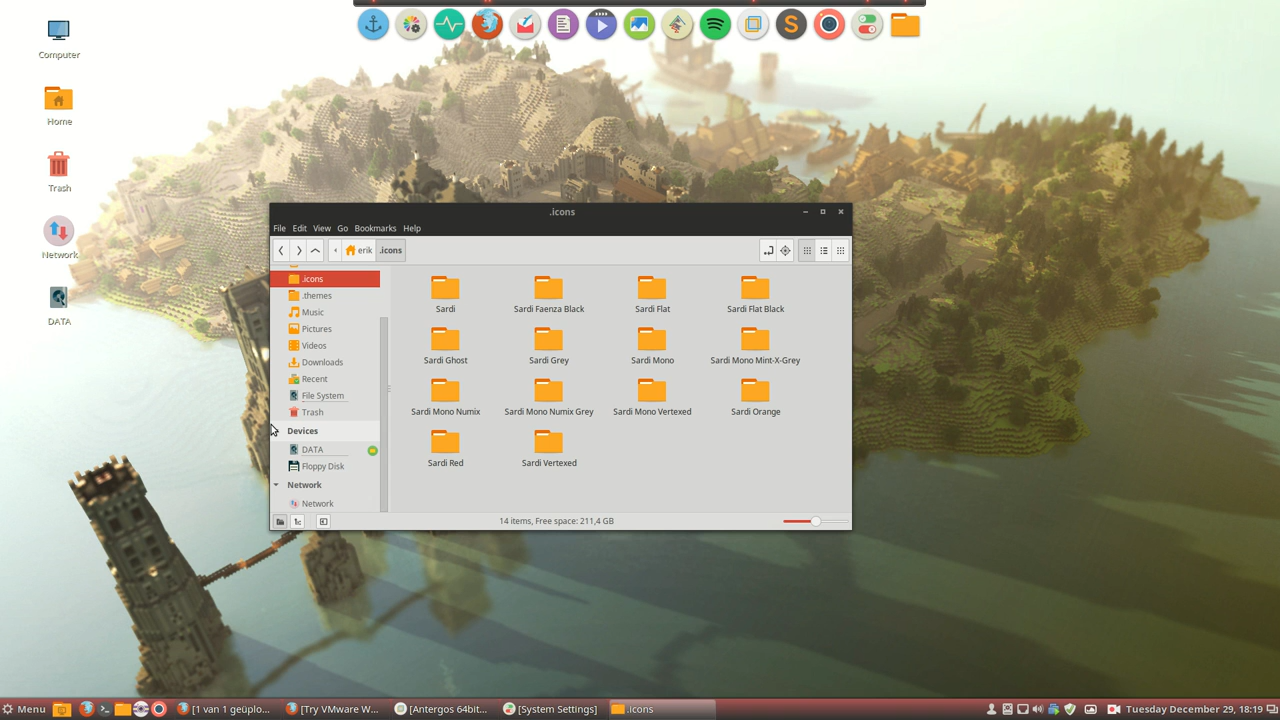 Computer
Home
Trash
Network
DATA
.icons
File Edit View Go Bookmarks Help
erik .icons
.icons
.themes
Music
Pictures
Videos
Downloads
Recent
File System
Trash
Devices
DATA
Floppy Disk
Network
Network
Sardi Sardi Faenza Black Sardi Flat Sardi Flat Black
Sardi Ghost Sardi Grey Sardi Mono Sardi Mono Mint-X-Grey
Sardi Mono Numix Sardi Mono Numix Grey Sardi Mono Vertexed Sardi Orange
Sardi Red Sardi Vertexed
14 items, Free space: 211,4 GB
Menu [1 van 1 geüplo... [Try VMware W... [Antergos 64bit... [System Settings] .icons Tuesday December 29, 18:19